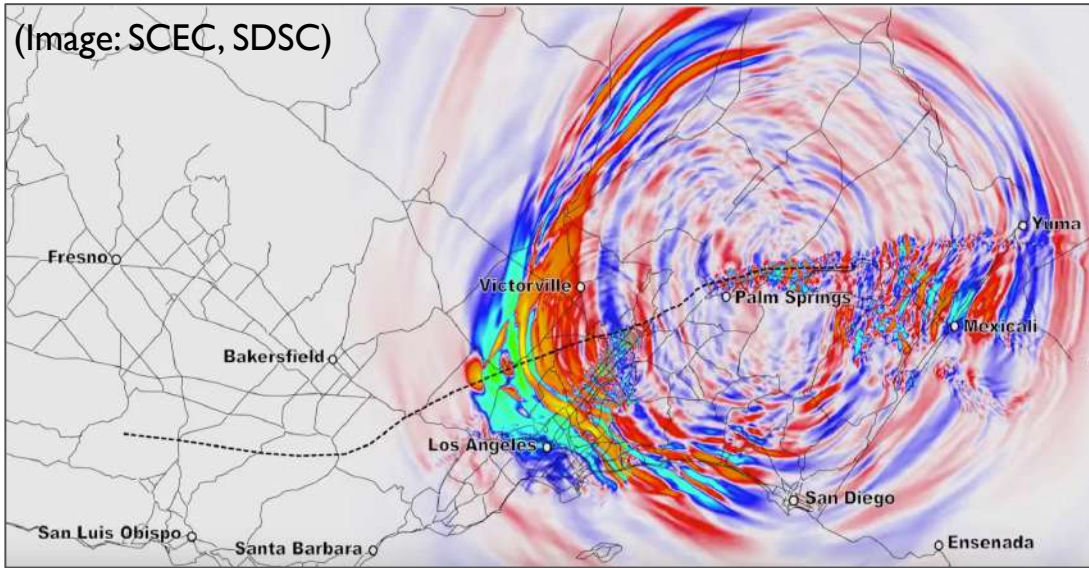 (Image: SCEC, SDSC)
Yuma
Fresno
Victorville
Palm Springs
Mexicali
Bakersfield
Los Angeles
San Diego
San Luis Obispo
Santa Barbara
Ensenada